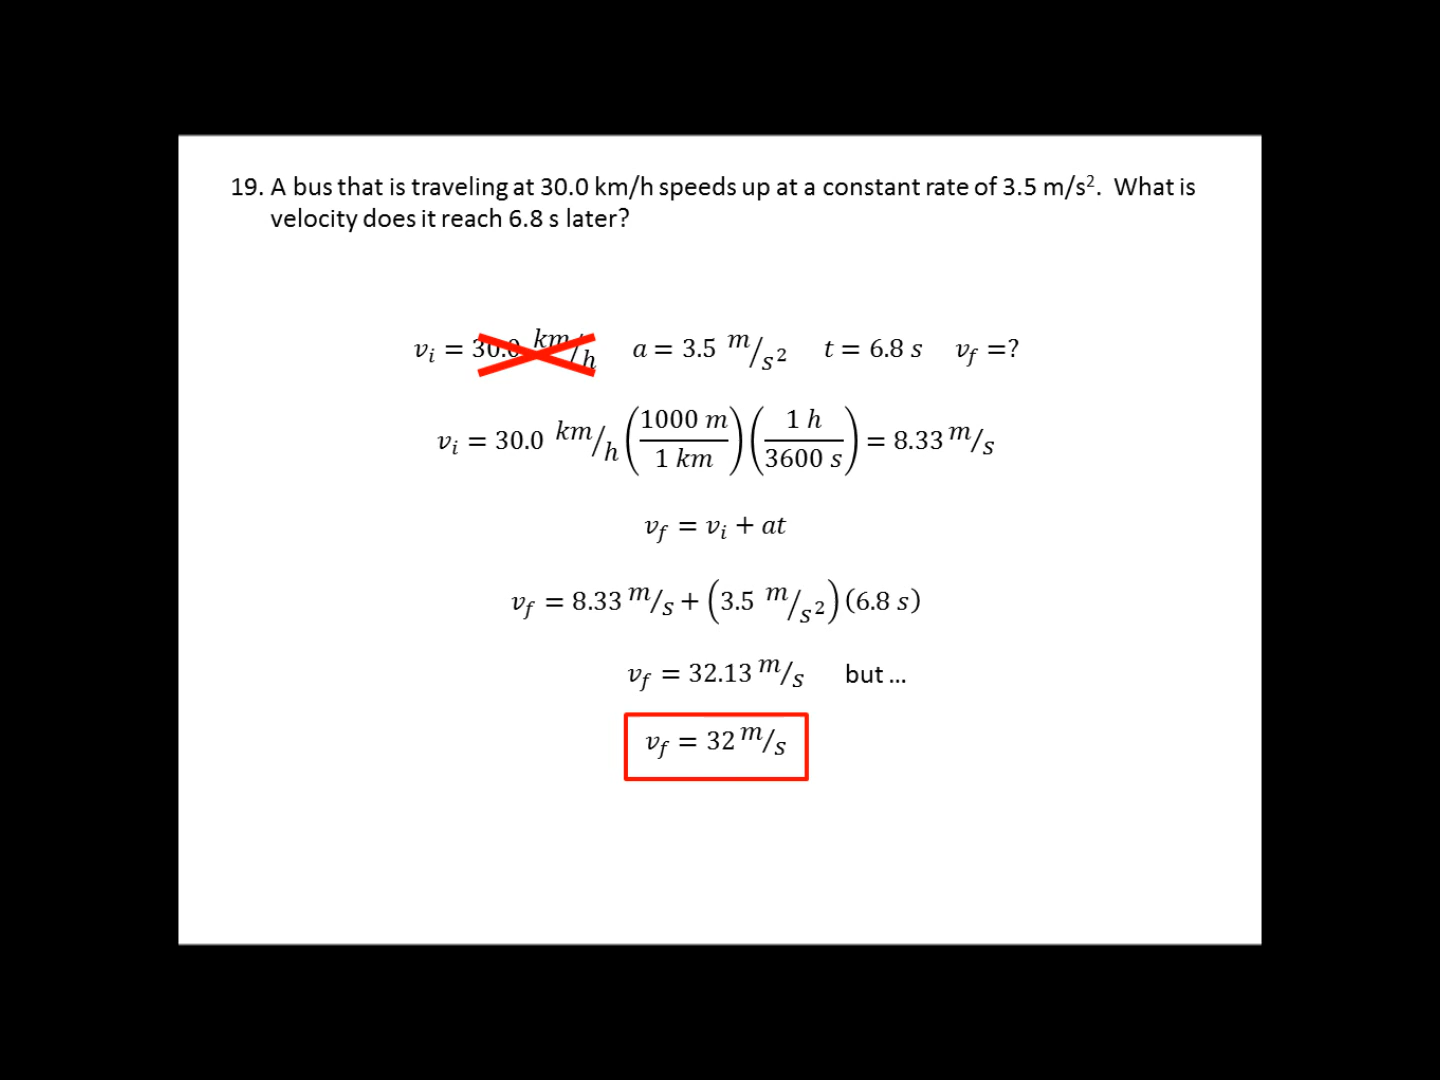 19. A bus that is traveling at 30.0 km/h speeds up at a constant rate of 3.5 m/s². What is
velocity does it reach 6.8 s later?
vᵢ = 30.0 km/h a = 3.5 m/s² t = 6.8 s v_f =?
vᵢ = 30.0 km/h (1000 m / 1 km) (1 h / 3600 s) = 8.33 m/s
v_f = vᵢ + at
v_f = 8.33 m/s + (3.5 m/s²)(6.8 s)
v_f = 32.13 m/s but ...
v_f = 32 m/s